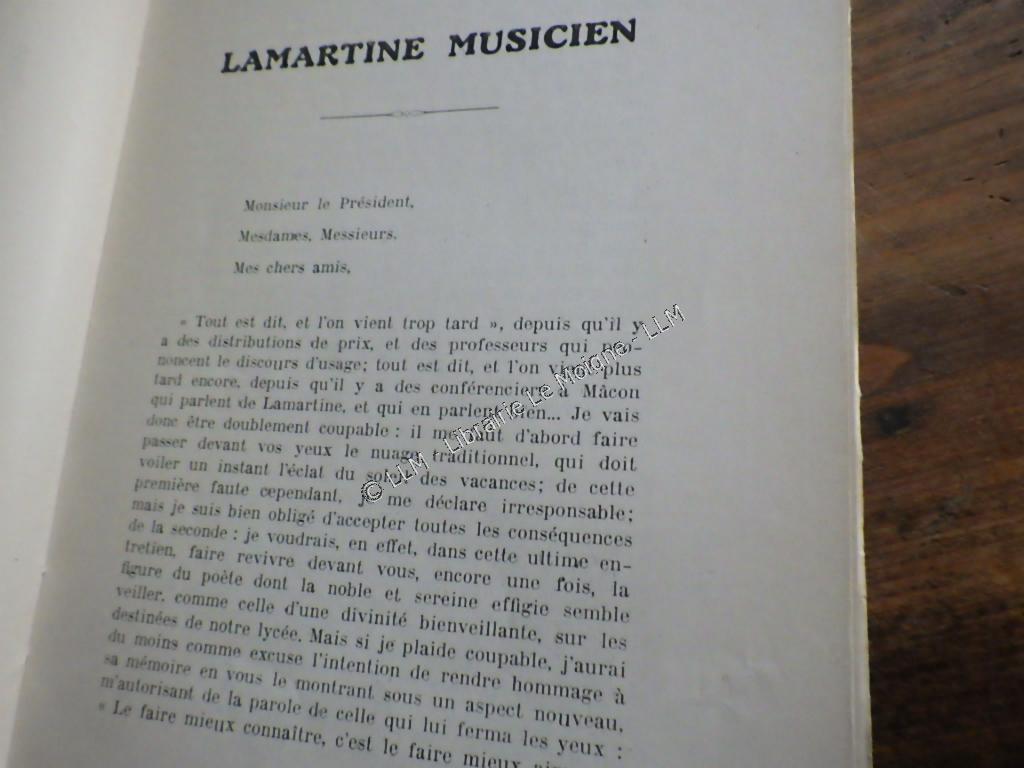 LAMARTINE MUSICIEN
Monsieur le Président,
Mesdames, Messieurs,
Mes chers amis,
« Tout est dit, et l'on vient trop tard », depuis qu'il y
a des distributions de prix, et des professeurs qui pro-
noncent le discours d'usage; tout est dit, et l'on vient plus
tard encore, depuis qu'il y a des conférenciers à Mâcon
qui parlent de Lamartine, et qui en parlent bien... Je vais
donc être doublement coupable : il me faut d'abord faire
passer devant vos yeux le nuage traditionnel, qui doit
voiler un instant l'éclat du soleil des vacances; de cette
première faute cependant, je me déclare irresponsable;
mais je suis bien obligé d'accepter toutes les conséquences
de la seconde : je voudrais, en effet, dans cette ultime en-
tretien, faire revivre devant vous, encore une fois, la
figure du poète dont la noble et sereine effigie semble
veiller, comme celle d'une divinité bienveillante, sur les
destinées de notre lycée. Mais si je plaide coupable, j'aurai
du moins comme excuse l'intention de rendre hommage à
sa mémoire en vous le montrant sous un aspect nouveau,
m'autorisant de la parole de celle qui lui ferma les yeux :
« Le faire mieux connaître, c'est le faire mieux
© LLM - Librairie Le Moigne - LLM